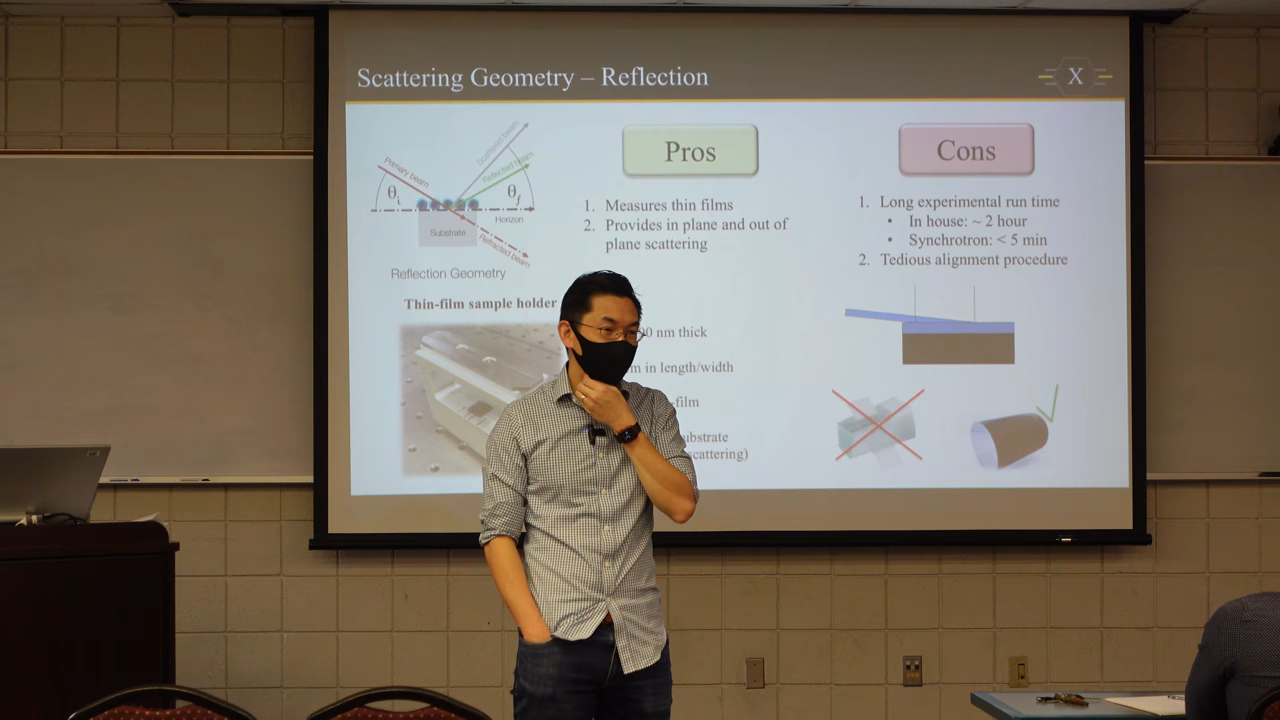 Scattering Geometry – Reflection
X
Scattered beam
Primary beam
Reflected beam
θi
θf
Horizon
Substrate
Refracted beam
Reflection Geometry
Thin-film sample holder
Pros
1. Measures thin films
2. Provides in plane and out of
plane scattering
nm thick
in length/width
-film
scattering)
Cons
1. Long experimental run time
• In house: ~ 2 hour
• Synchrotron: < 5 min
2. Tedious alignment procedure